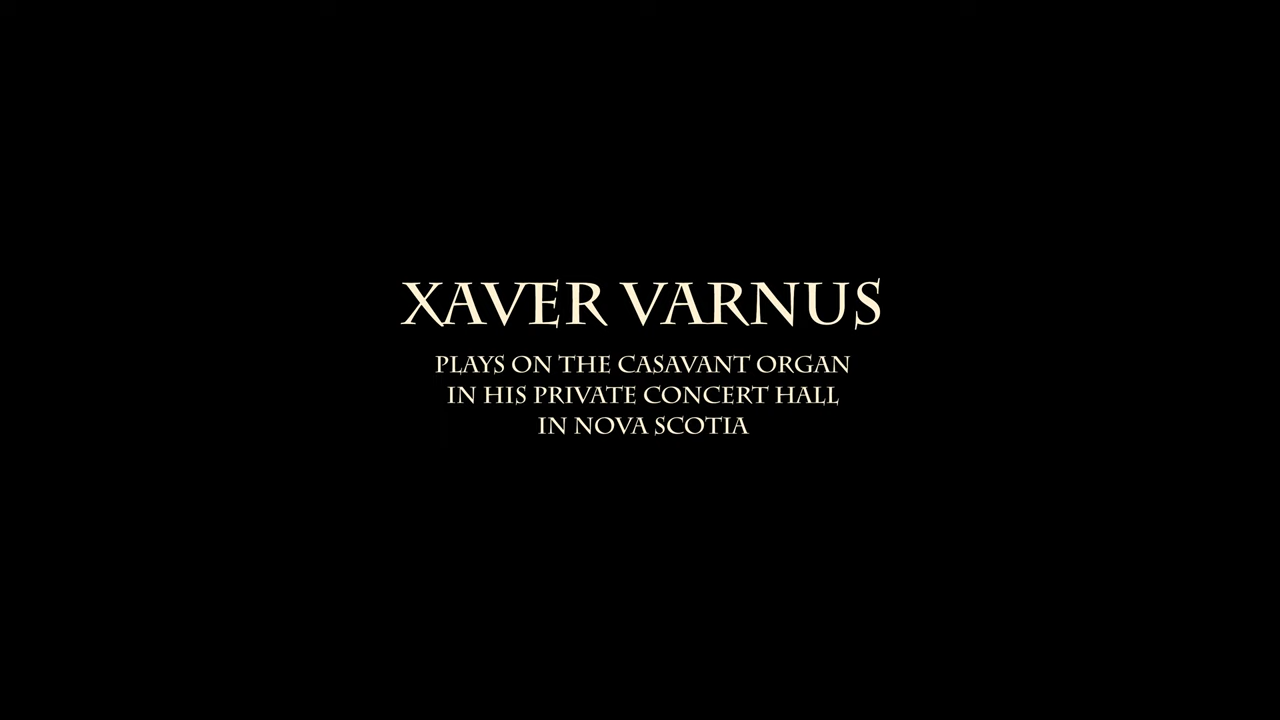 XAVER VARNUS
PLAYS ON THE CASAVANT ORGAN
IN HIS PRIVATE CONCERT HALL
IN NOVA SCOTIA